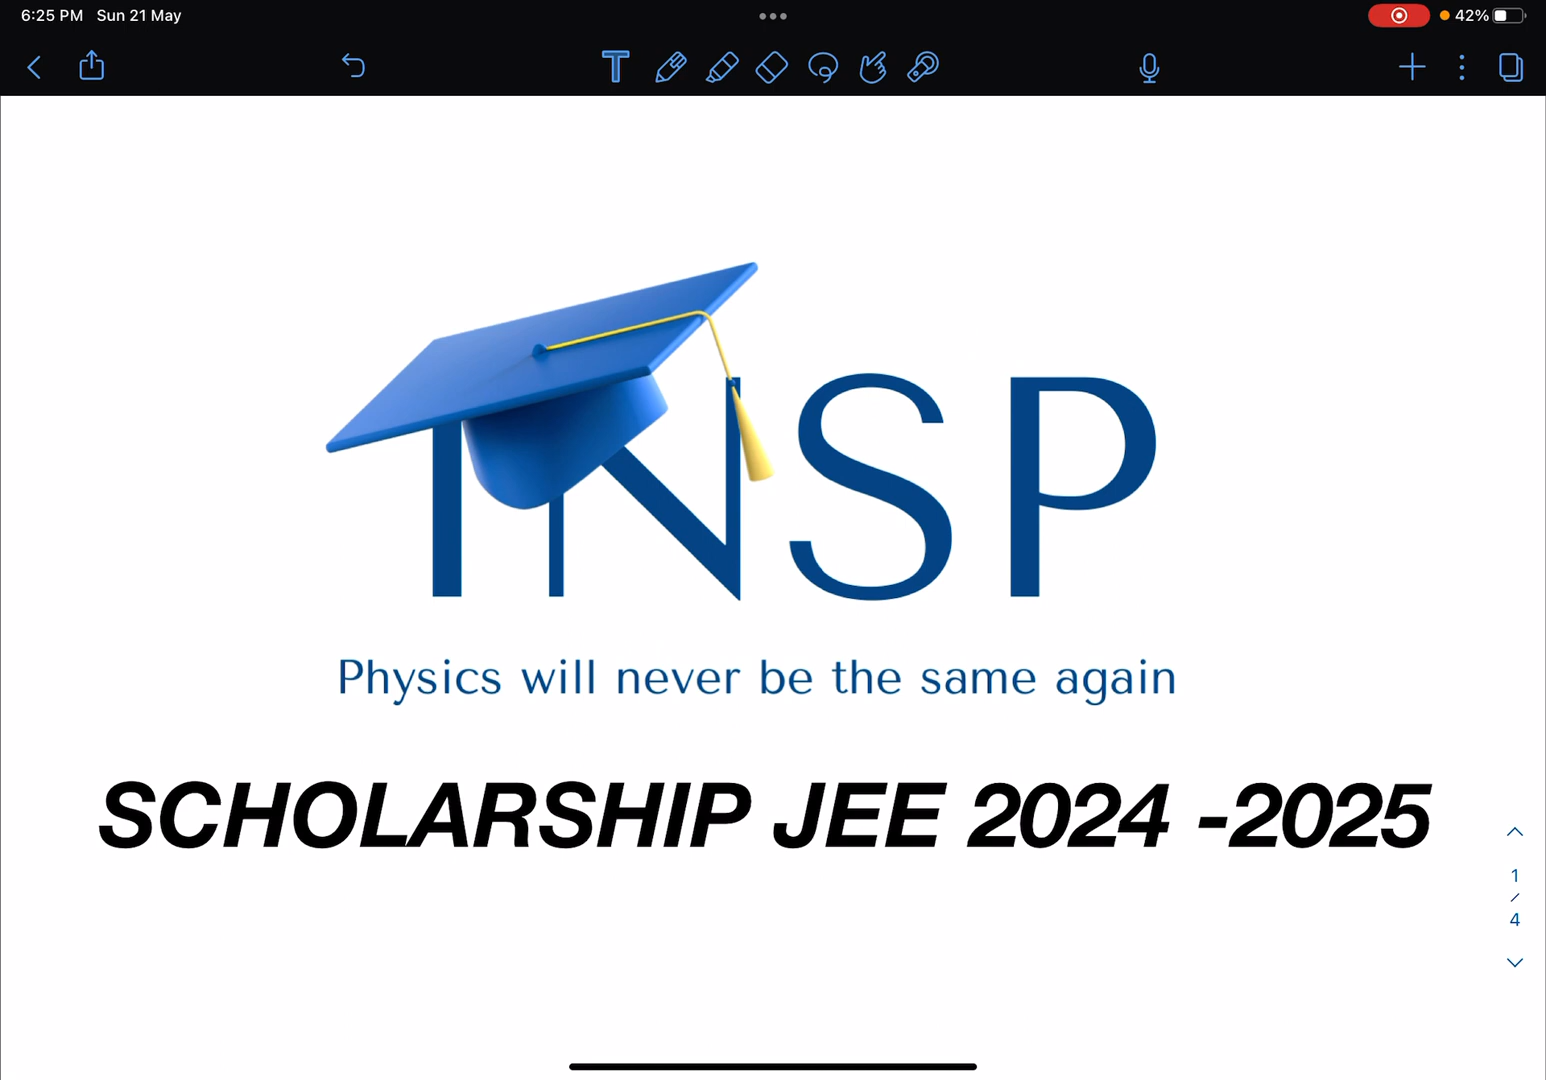 6:25 PM Sun 21 May
42%
INSP
Physics will never be the same again
SCHOLARSHIP JEE 2024 -2025
1
/
4